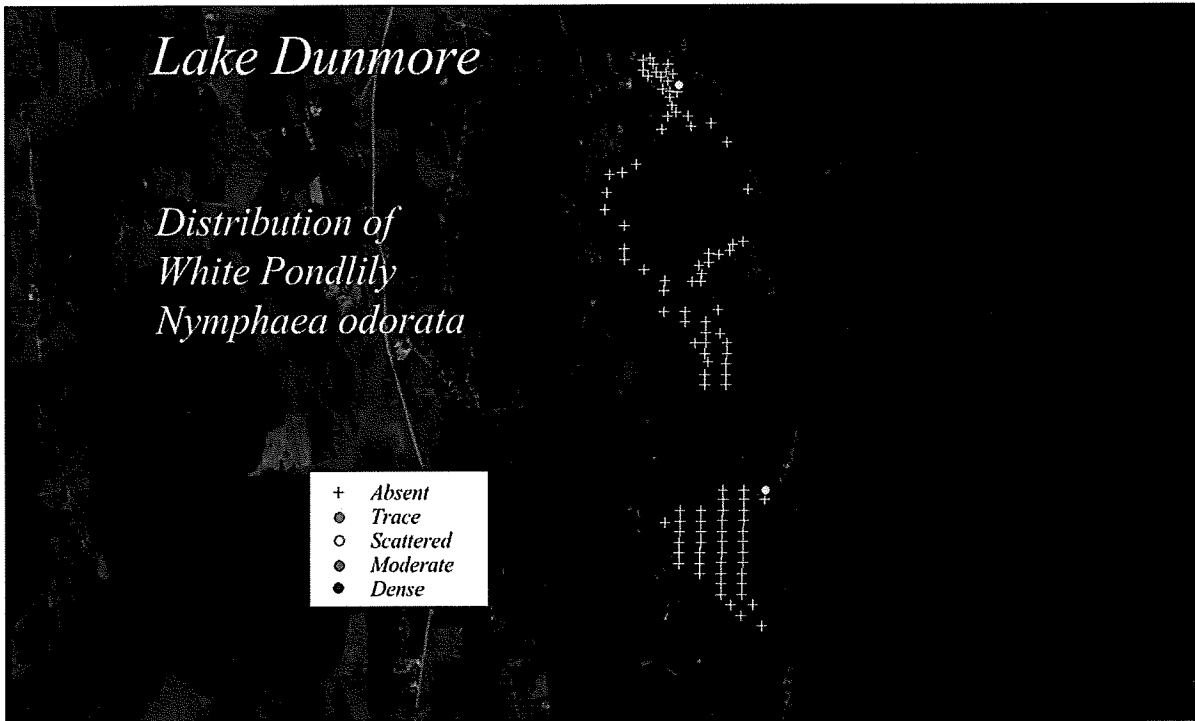 Lake Dunmore
Distribution of
White Pondlily
Nymphaea odorata
Absent
Trace
Scattered
Moderate
Dense